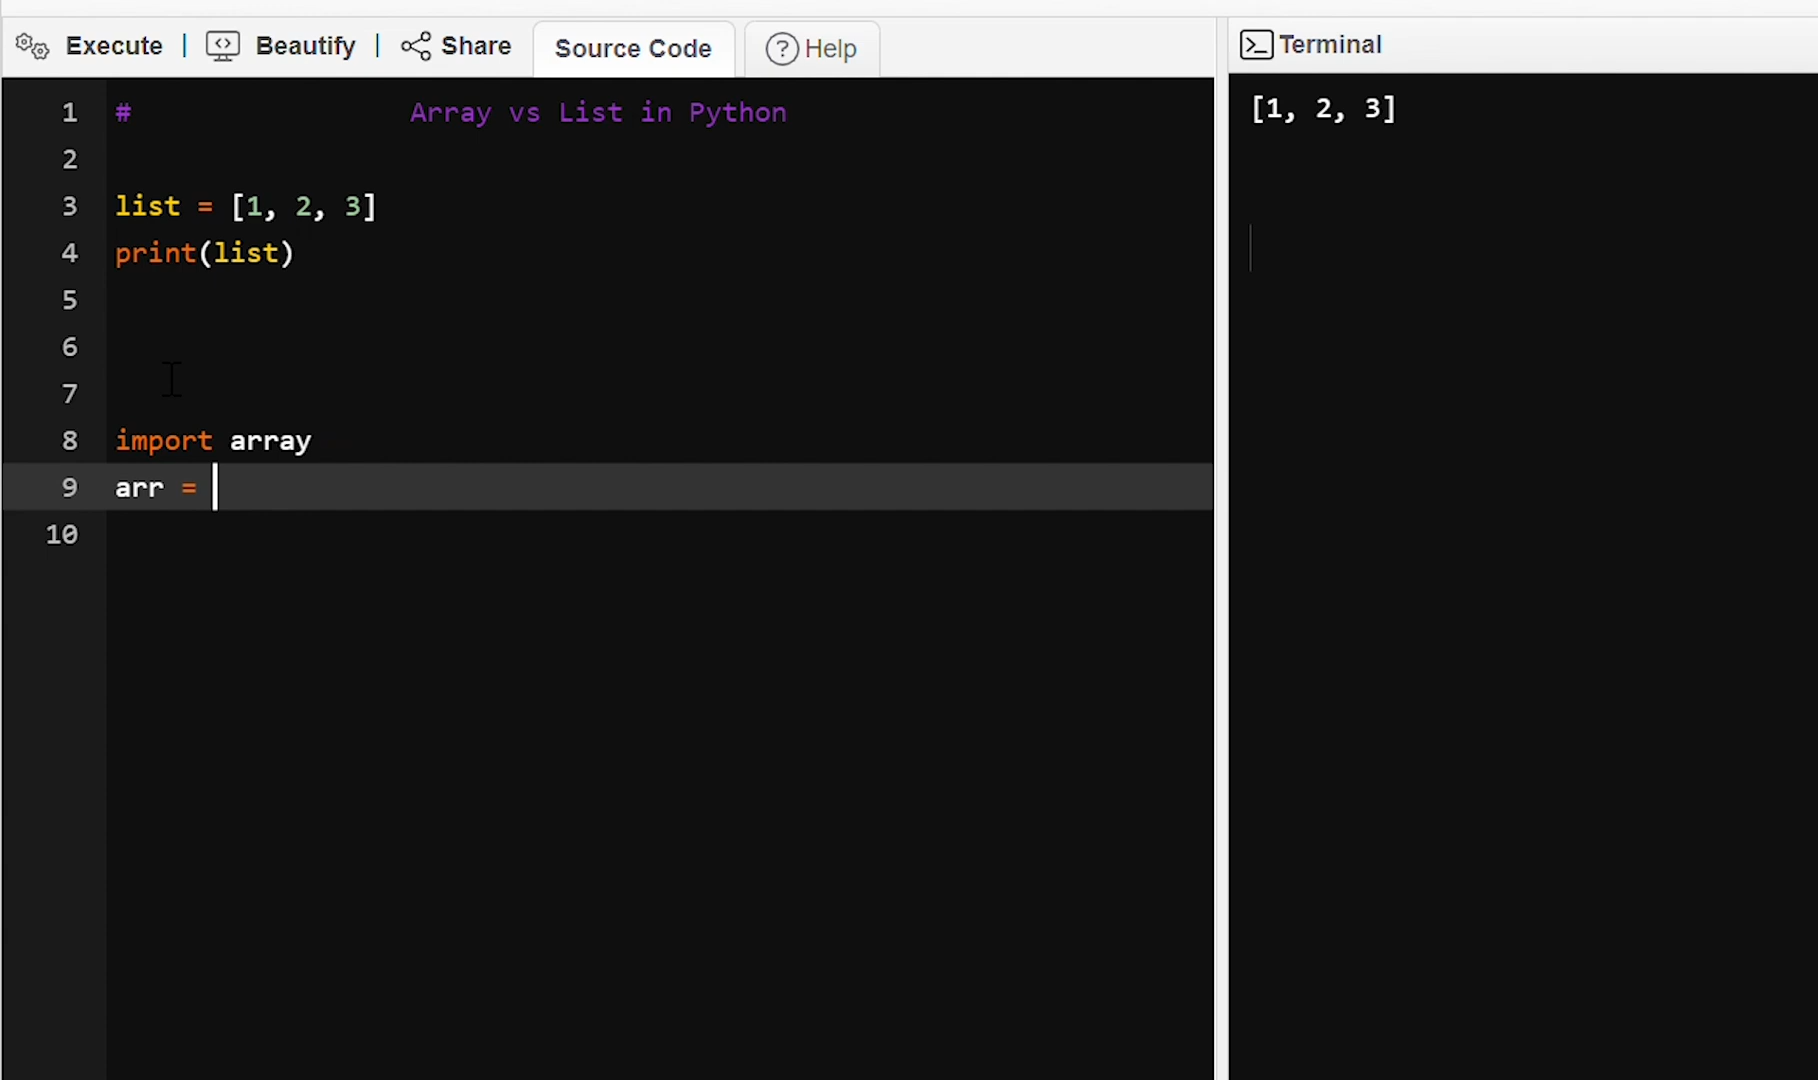 Execute | Beautify | Share Source Code ? Help
Terminal
1 # Array vs List in Python
2
3 list = [1, 2, 3]
4 print(list)
5
6
7
8 import array
9 arr =
10
[1, 2, 3]